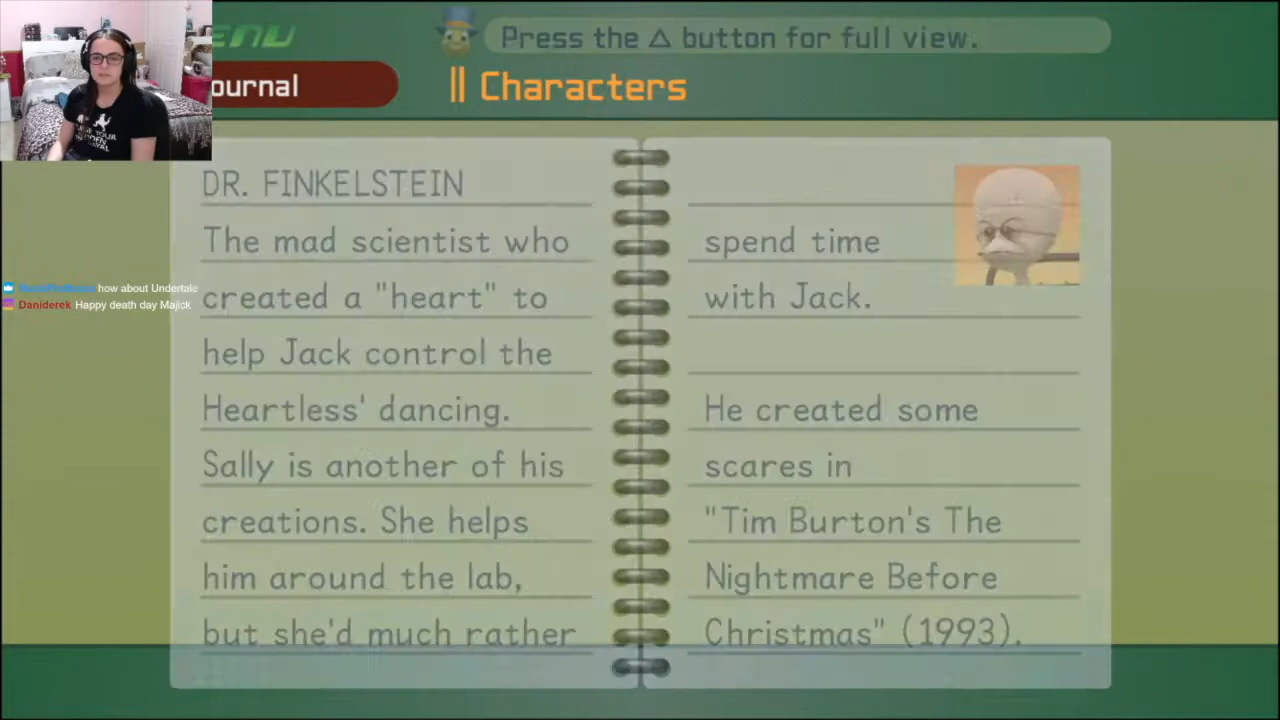 ENU
Press the △ button for full view.
ournal
Characters
DR. FINKELSTEIN
The mad scientist who
created a "heart" to
help Jack control the
Heartless' dancing.
Sally is another of his
creations. She helps
him around the lab,
but she'd much rather
spend time
with Jack.
He created some
scares in
"Tim Burton's The
Nightmare Before
Christmas" (1993).
how about Undertale
Daniderek Happy death day Majick